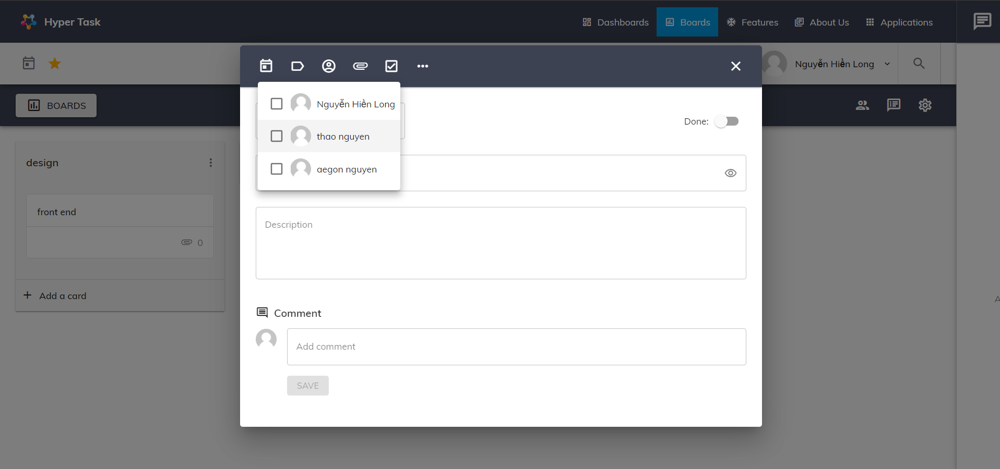 Hyper Task
Dashboards
Boards
Features
About Us
Applications
Nguyễn Hiền Long
BOARDS
Nguyễn Hiền Long
thao nguyen
aegon nguyen
Done:
design
front end
0
Add a card
Description
Comment
Add comment
SAVE
A